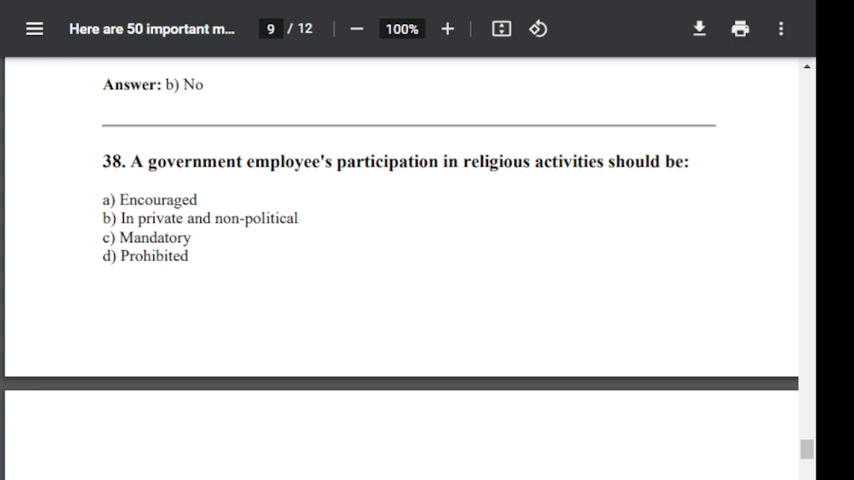 Here are 50 important m... 9 / 12 100%
Answer: b) No
38. A government employee's participation in religious activities should be:
a) Encouraged
b) In private and non-political
c) Mandatory
d) Prohibited